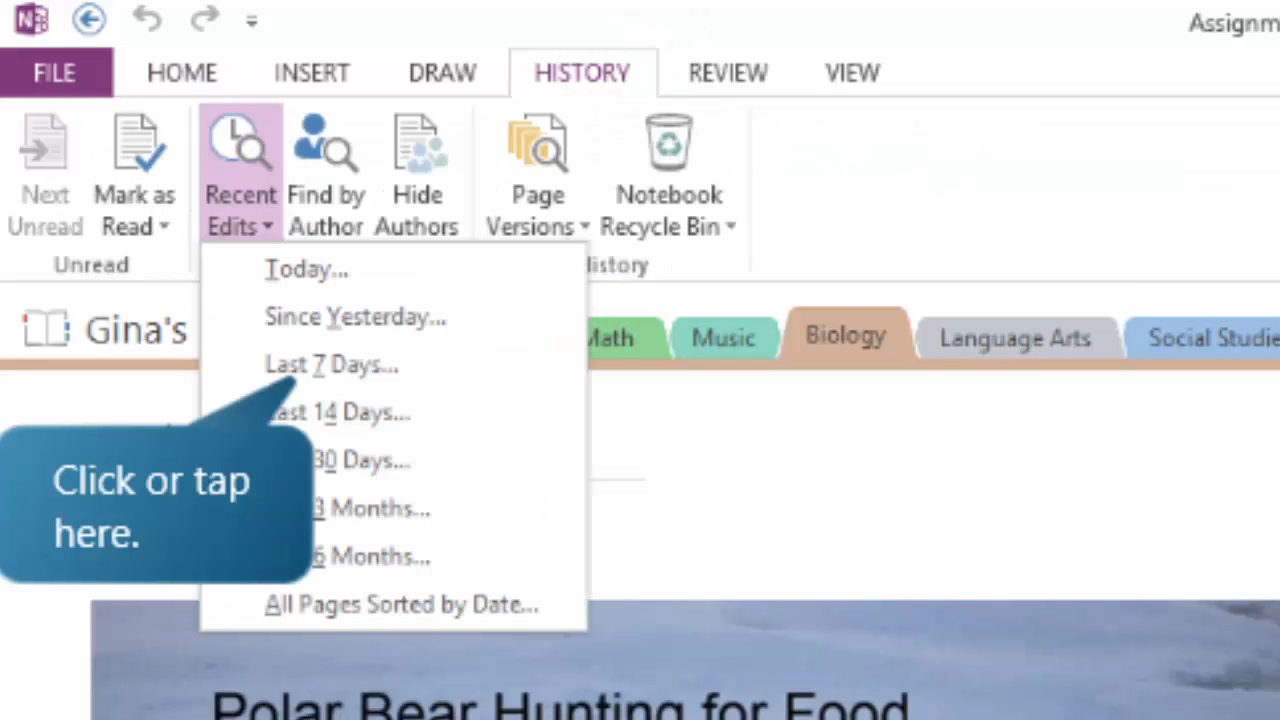 Assignm
FILE HOME INSERT DRAW HISTORY REVIEW VIEW
Next Mark as Recent Find by Hide Page Notebook
Unread Read Edits Author Authors Versions Recycle Bin
Unread istory
Today...
Since Yesterday...
Gina's Math Music Biology Language Arts Social Studie
Last 7 Days...
ast 14 Days...
30 Days...
3 Months...
6 Months...
All Pages Sorted by Date...
Click or tap
here.
Polar Bear Hunting for Food